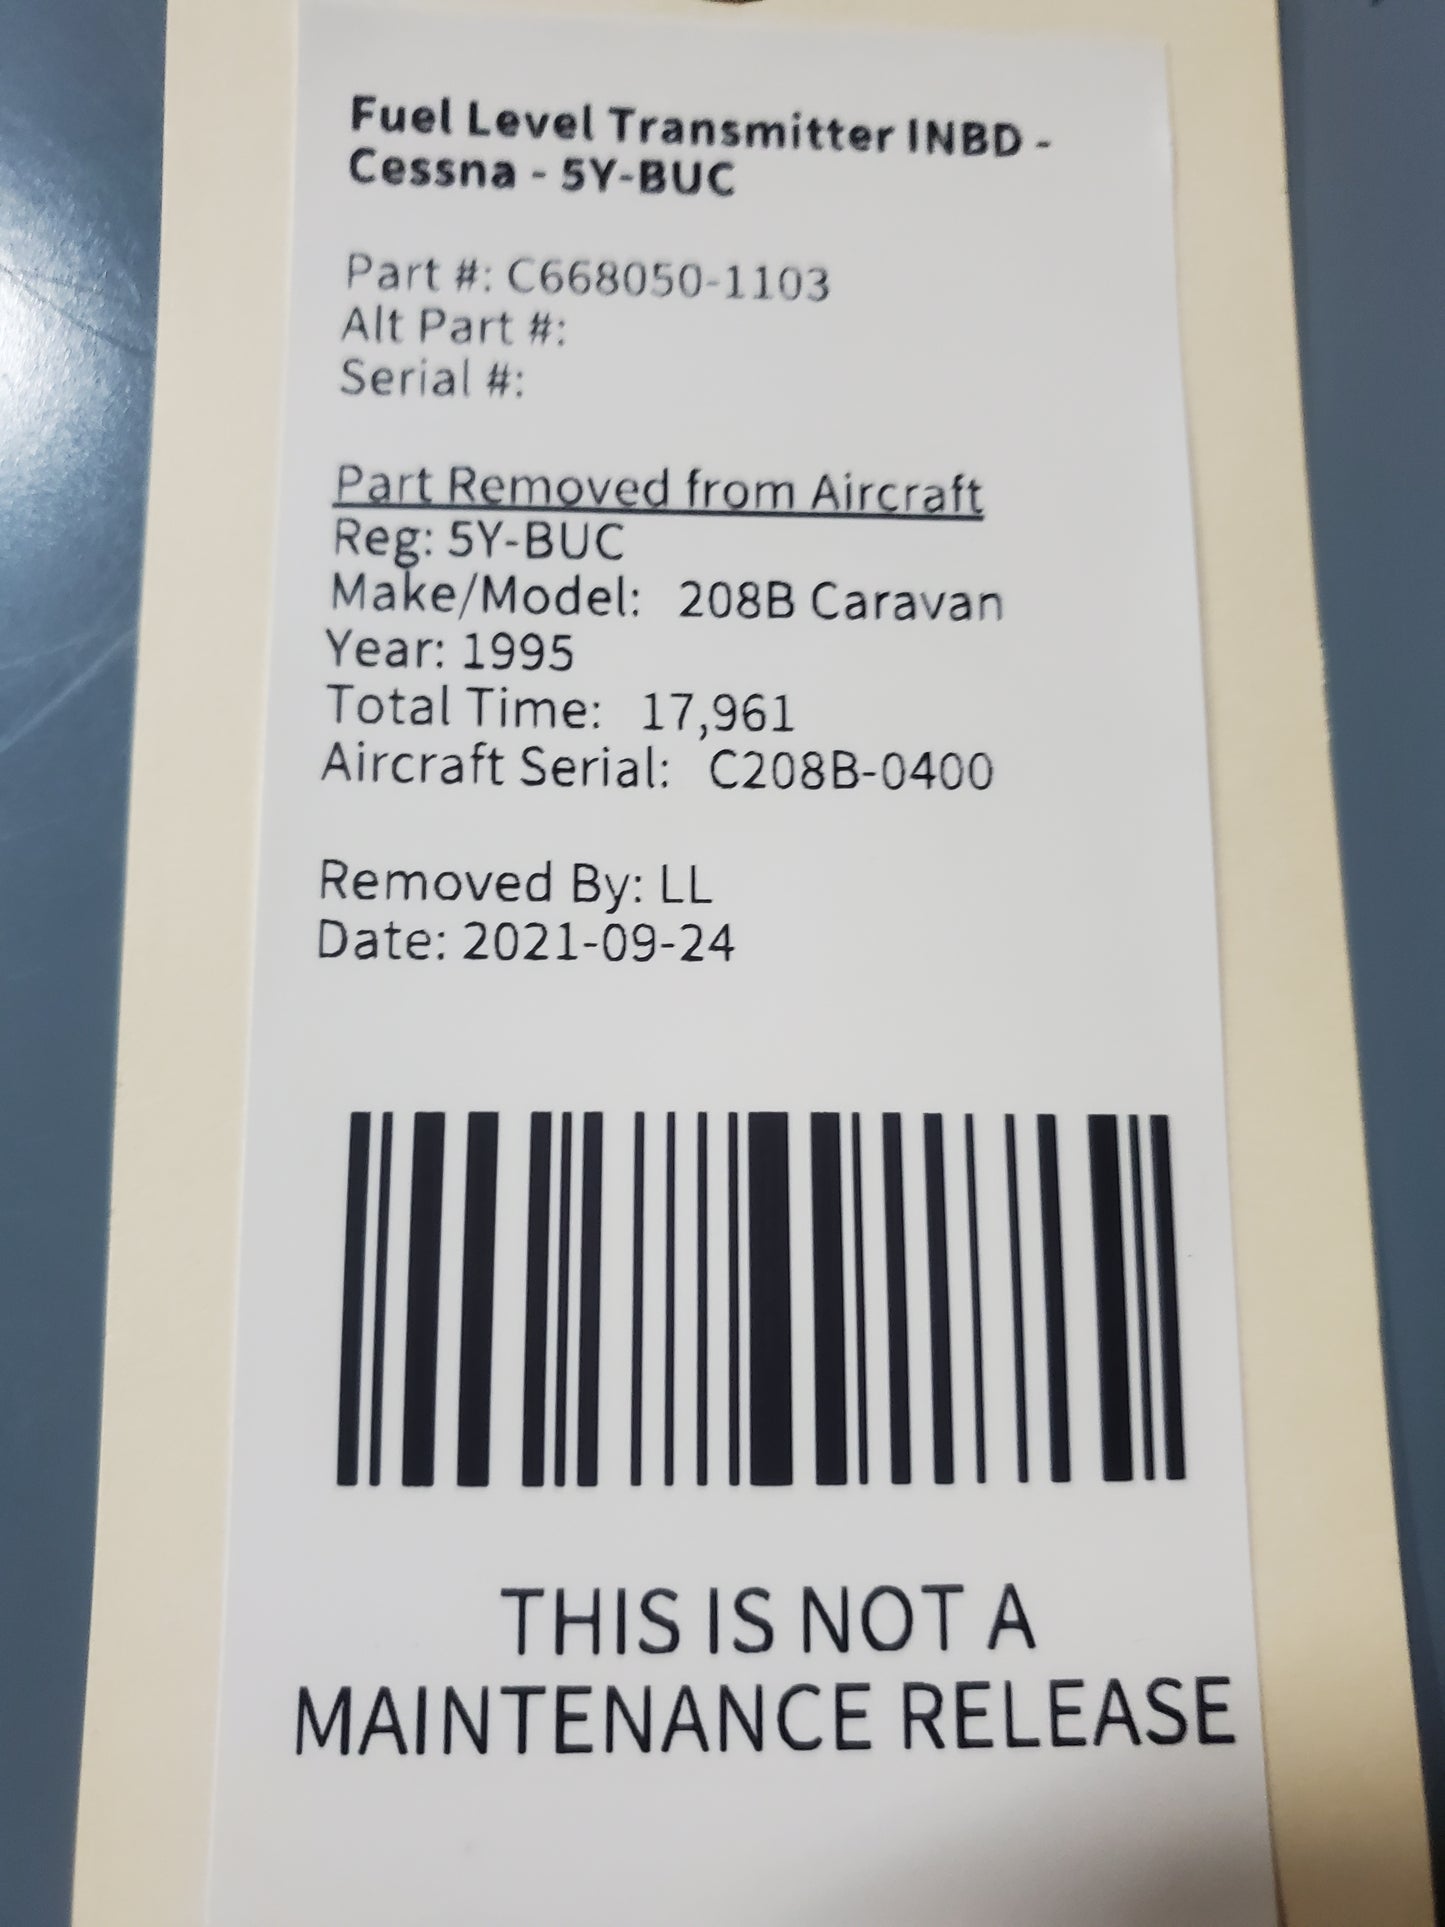 Fuel Level Transmitter INBD -
Cessna - 5Y-BUC
Part #: C668050-1103
Alt Part #:
Serial #:
Part Removed from Aircraft
Reg: 5Y-BUC
Make/Model: 208B Caravan
Year: 1995
Total Time: 17,961
Aircraft Serial: C208B-0400
Removed By: LL
Date: 2021-09-24
THIS IS NOT A
MAINTENANCE RELEASE